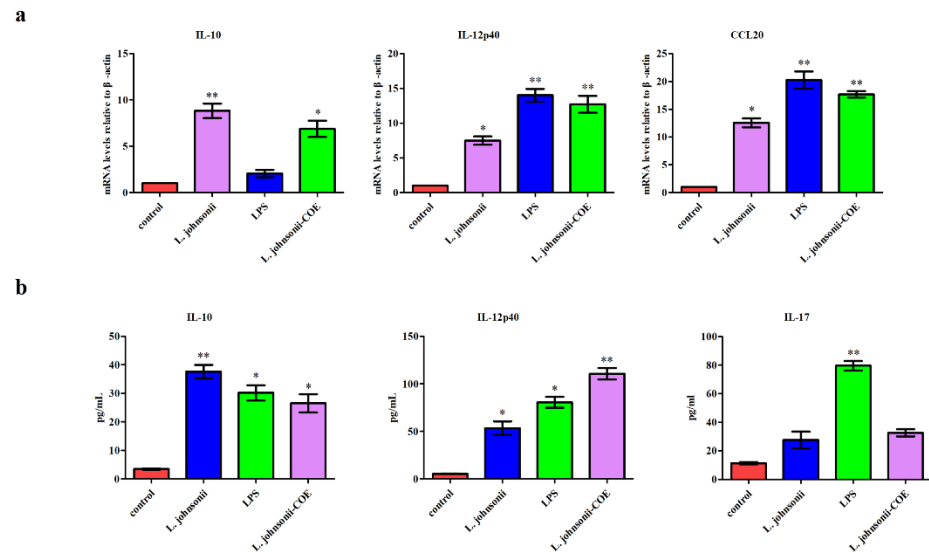 a
IL-10
mRNA levels relative to β -actin
15
10
5
0
**
*
control
L. johnsonii
LPS
L. johnsonii-COE
IL-12p40
mRNA levels relative to β -actin
20
15
10
5
0
*
**
**
control
L. johnsonii
LPS
L. johnsonii-COE
CCL20
mRNA levels relative to β -actin
25
20
15
10
5
0
*
**
**
control
L. johnsonii
LPS
L. johnsonii-COE
b
IL-10
pg/mL
50
40
30
20
10
0
**
*
*
control
L. johnsonii
LPS
L. johnsonii-COE
IL-12p40
pg/mL
150
100
50
0
*
*
**
control
L. johnsonii
LPS
L. johnsonii-COE
IL-17
pg/ml
100
80
60
40
20
0
**
control
L. johnsonii
LPS
L. johnsonii-COE